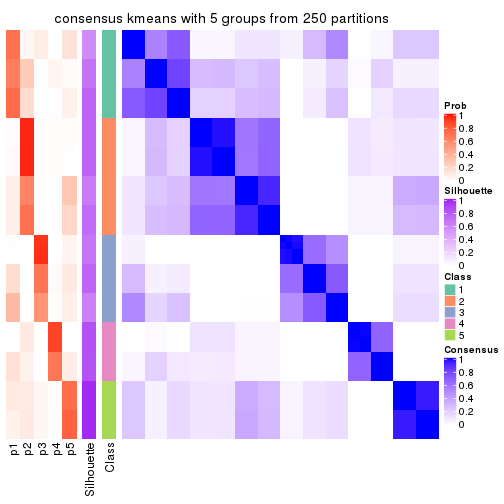 consensus kmeans with 5 groups from 250 partitions
Prob
1
0.8
0.6
0.4
0.2
0
Silhouette
1
0.8
0.6
0.4
0.2
0
Class
1
2
3
4
5
Consensus
1
0.8
0.6
0.4
0.2
0
p1
p2
p3
p4
p5
Silhouette
Class